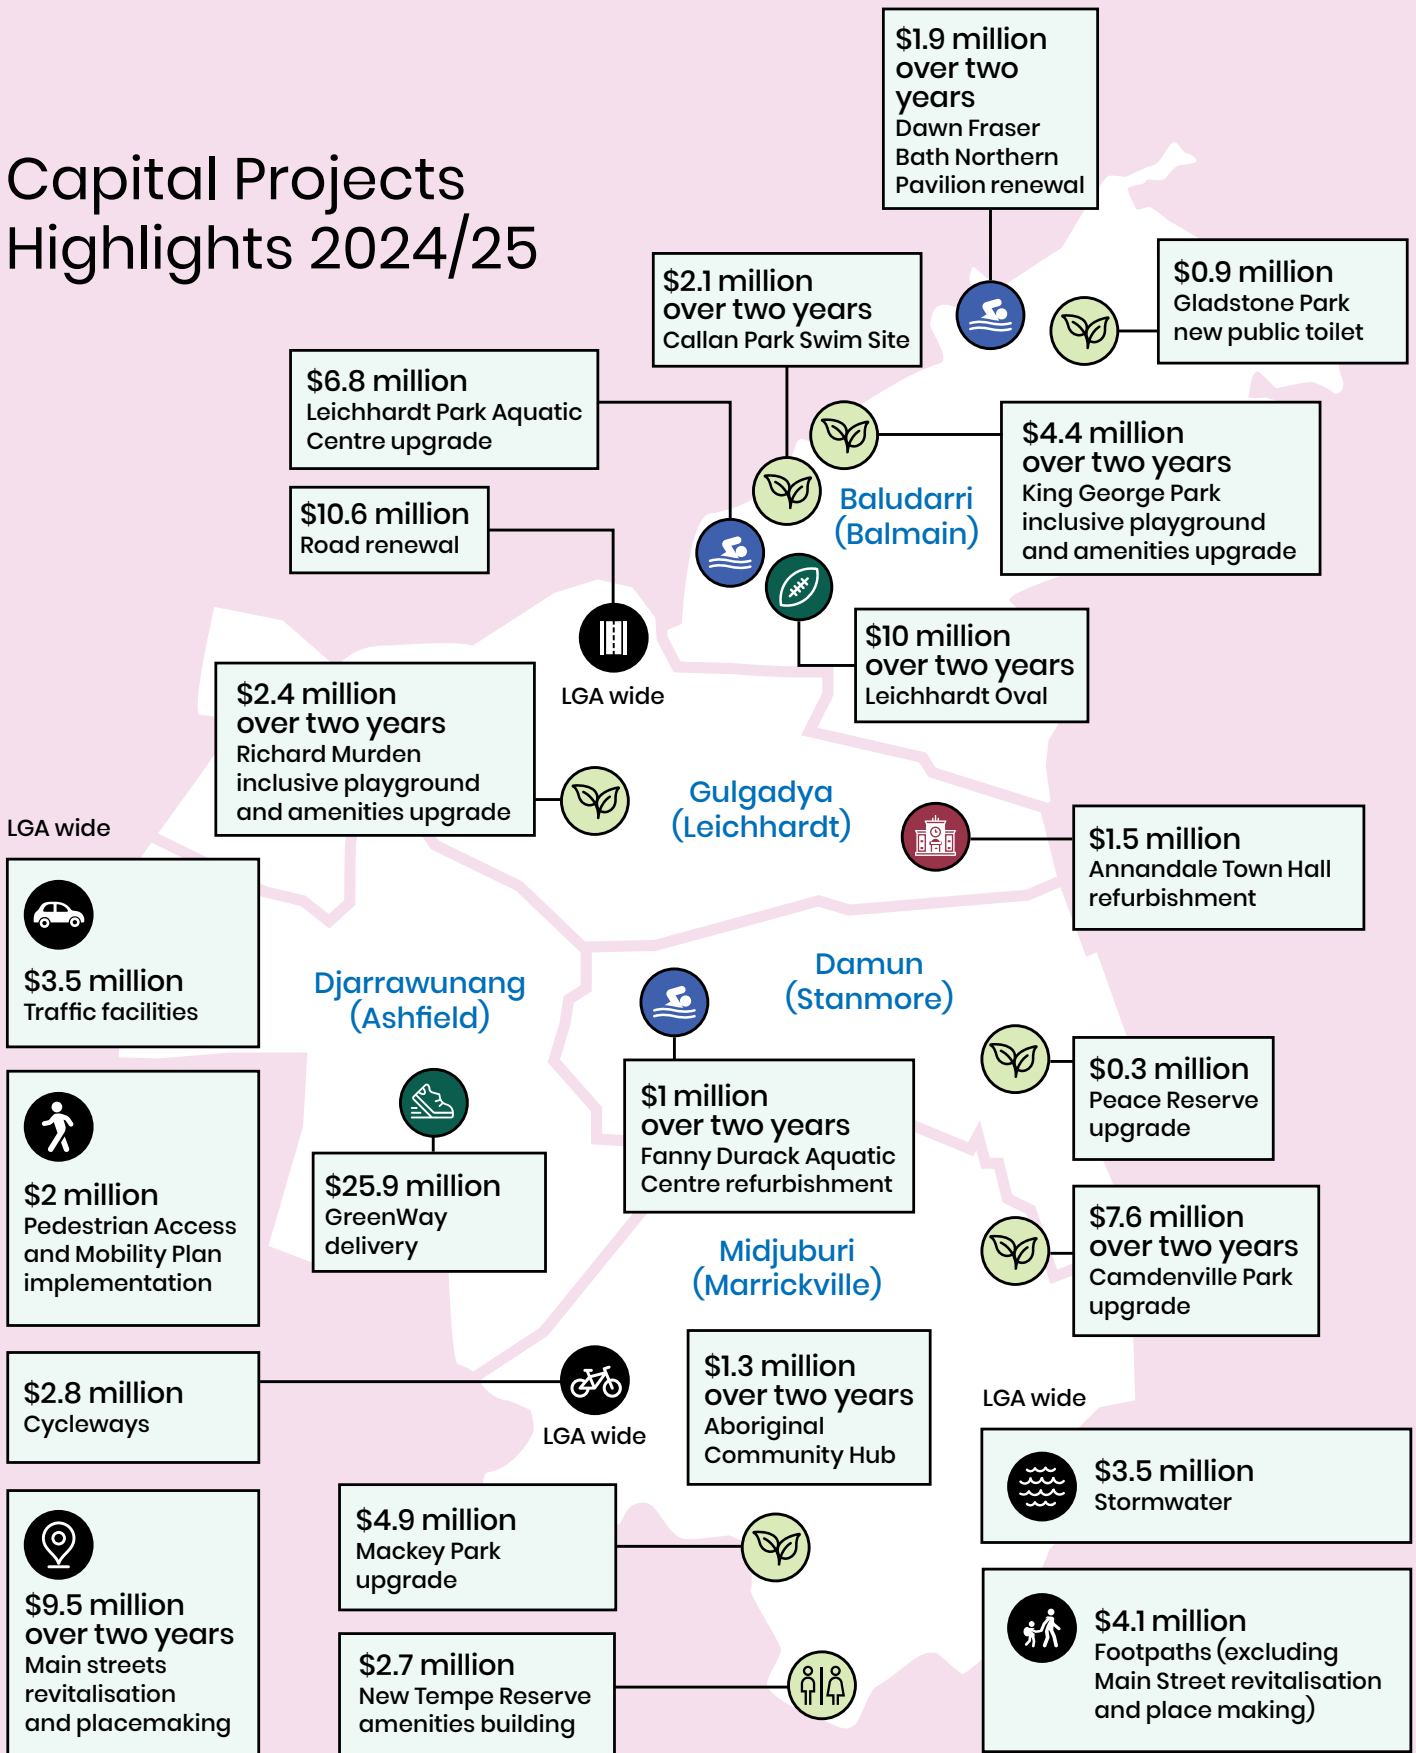 Capital Projects
Highlights 2024/25
$1.9 million
over two
years
Dawn Fraser
Bath Northern
Pavilion renewal
$0.9 million
Gladstone Park
new public toilet
$2.1 million
over two years
Callan Park Swim Site
$6.8 million
Leichhardt Park Aquatic
Centre upgrade
$4.4 million
over two years
King George Park
inclusive playground
and amenities upgrade
$10.6 million
Road renewal
LGA wide
Baludarri
(Balmain)
$10 million
over two years
Leichhardt Oval
$2.4 million
over two years
Richard Murden
inclusive playground
and amenities upgrade
Gulgadya
(Leichhardt)
$1.5 million
Annandale Town Hall
refurbishment
LGA wide
$3.5 million
Traffic facilities
Djarrawunang
(Ashfield)
Damun
(Stanmore)
$1 million
over two years
Fanny Durack Aquatic
Centre refurbishment
$0.3 million
Peace Reserve
upgrade
$2 million
Pedestrian Access
and Mobility Plan
implementation
$25.9 million
GreenWay
delivery
$7.6 million
over two years
Camdenville Park
upgrade
Midjuburi
(Marrickville)
$2.8 million
Cycleways
LGA wide
$1.3 million
over two years
Aboriginal
Community Hub
LGA wide
$3.5 million
Stormwater
$9.5 million
over two years
Main streets
revitalisation
and placemaking
$4.9 million
Mackey Park
upgrade
$4.1 million
Footpaths (excluding
Main Street revitalisation
and place making)
$2.7 million
New Tempe Reserve
amenities building